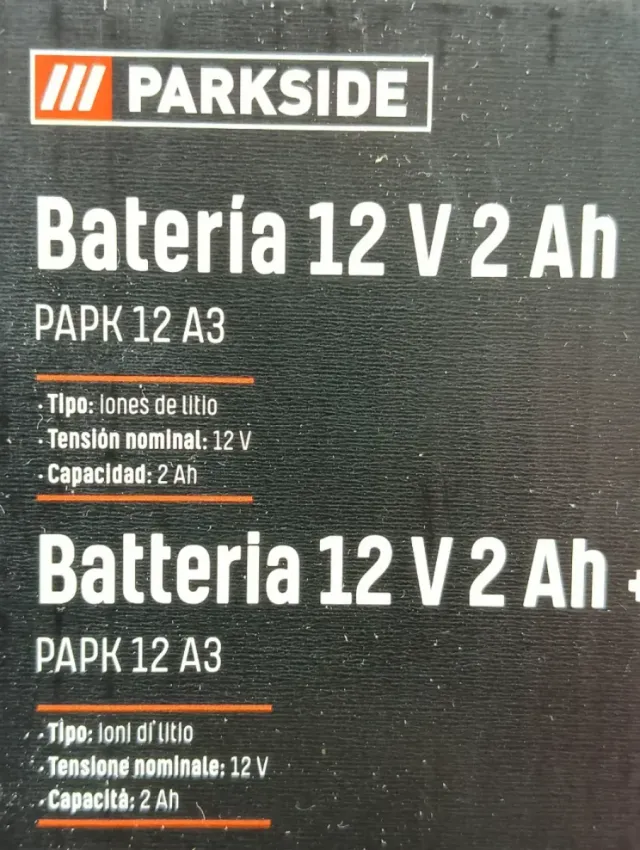 PARKSIDE
Batería 12 V 2 Ah
PAPK 12 A3
· Tipo: Iones de litio
· Tensión nominal: 12 V
· Capacidad: 2 Ah
Batteria 12 V 2 Ah
PAPK 12 A3
· Tipo: ioni di litio
· Tensione nominale: 12 V
· Capacità: 2 Ah